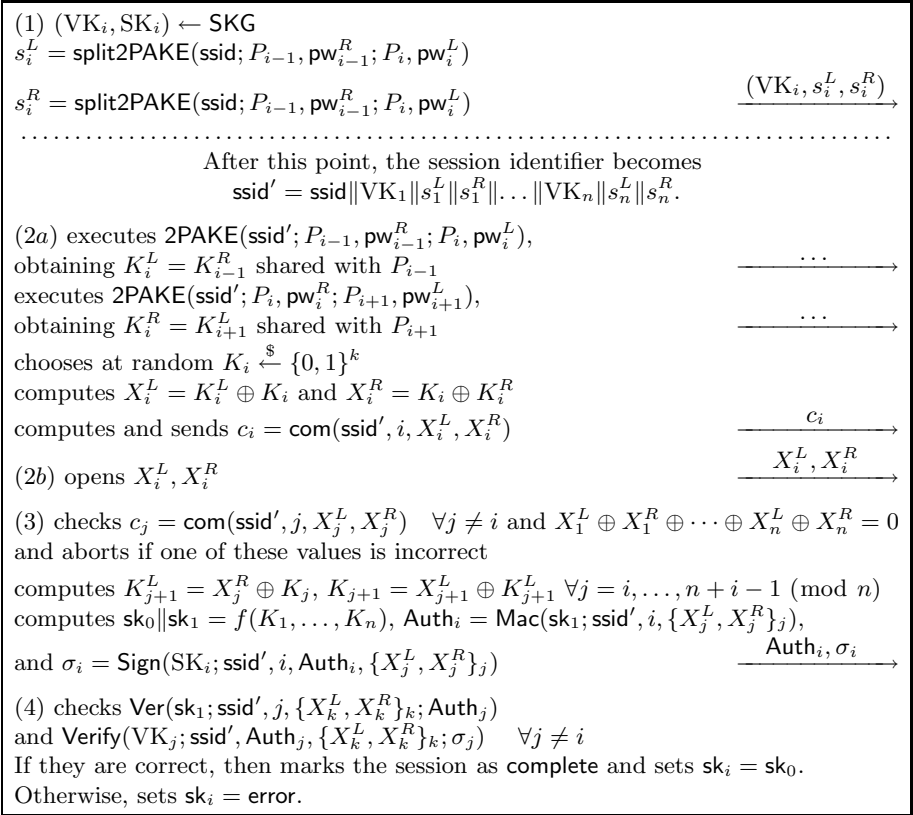 (1) (VK_i, SK_i) ← SKG
s_i^L = split2PAKE(ssid; P_{i−1}, pw_{i−1}^R; P_i, pw_i^L)
s_i^R = split2PAKE(ssid; P_{i−1}, pw_{i−1}^R; P_i, pw_i^L) (VK_i, s_i^L, s_i^R)
After this point, the session identifier becomes
ssid′ = ssid‖VK_1‖s_1^L‖s_1^R‖…‖VK_n‖s_n^L‖s_n^R.
(2a) executes 2PAKE(ssid′; P_{i−1}, pw_{i−1}^R; P_i, pw_i^L),
obtaining K_i^L = K_{i−1}^R shared with P_{i−1} …
executes 2PAKE(ssid′; P_i, pw_i^R; P_{i+1}, pw_{i+1}^L),
obtaining K_i^R = K_{i+1}^L shared with P_{i+1} …
chooses at random K_i ←$ {0, 1}^k
computes X_i^L = K_i^L ⊕ K_i and X_i^R = K_i ⊕ K_i^R
computes and sends c_i = com(ssid′, i, X_i^L, X_i^R) c_i
(2b) opens X_i^L, X_i^R X_i^L, X_i^R
(3) checks c_j = com(ssid′, j, X_j^L, X_j^R) ∀j ≠ i and X_1^L ⊕ X_1^R ⊕ ⋯ ⊕ X_n^L ⊕ X_n^R = 0
and aborts if one of these values is incorrect
computes K_{j+1}^L = X_j^R ⊕ K_j, K_{j+1} = X_{j+1}^L ⊕ K_{j+1}^L ∀j = i, …, n + i − 1 (mod n)
computes sk_0‖sk_1 = f(K_1, …, K_n), Auth_i = Mac(sk_1; ssid′, i, {X_j^L, X_j^R}_j),
and σ_i = Sign(SK_i; ssid′, i, Auth_i, {X_j^L, X_j^R}_j) Auth_i, σ_i
(4) checks Ver(sk_1; ssid′, j, {X_k^L, X_k^R}_k; Auth_j)
and Verify(VK_j; ssid′, Auth_j, {X_k^L, X_k^R}_k; σ_j) ∀j ≠ i
If they are correct, then marks the session as complete and sets sk_i = sk_0.
Otherwise, sets sk_i = error.